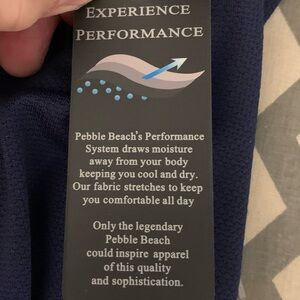 EXPERIENCE
PERFORMANCE
Pebble Beach's Performance
System draws moisture
away from your body
keeping you cool and dry.
Our fabric stretches to keep
you comfortable all day
Only the legendary
Pebble Beach
could inspire apparel
of this quality
and sophistication.